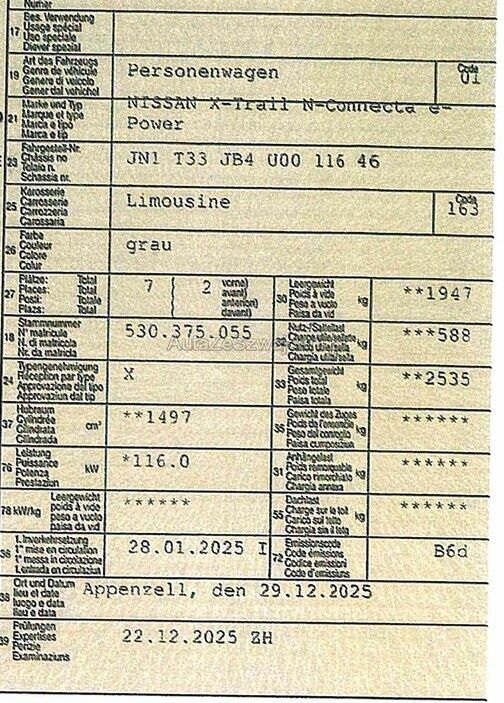 Numer
17 Bes. Verwendung
Usage spécial
Uso speciale
Diever spezial
19 Art des Fahrzeugs
Genre de véhicule
Genere di veicolo
Gener dal vehichel
Personenwagen
Code
01
21 Marke und Typ
Marque et type
Marca e tipo
Marca e tip
NISSAN X-Trail N-Connecta e-
Power
23 Fahrgestell-Nr.
Châssis no
Telaio n.
Schassis nr.
JN1 T33 JB4 U00 116 46
25 Karosserie
Carrosserie
Carrozzeria
Carossaria
Limousine
Code
163
26 Farbe
Couleur
Colore
Colur
grau
27 Plätze: Total
Places: Total
Posti: Totale
Plazs: Total
7 2
vorne)
avant)
anteriori)
davant)
30 Leergewicht
Poids à vide
Peso a vuoto
Paisa da vid
kg
**1947
18 Stammnummer
N° matricule
N. di matricola
Nr. da matricla
530.375.055
Nutz-/Sattellast
Charge utile/sellette
Carico utile/sella
Chargia utila/sella
kg
***588
24 Typengenehmigung
Réception par type
Approvazione del tipo
Approvaziun dal tip
X
33 Gesamtgewicht
Poids total
Peso totale
Paisa totala
kg
**2535
37 Hubraum
Cylindrée
Cilindrata
Cilindrada
cm³
**1497
35 Gewicht des Zuges
Poids de l'ensemble
Peso del convoglio
Paisa cumposiziun
kg
******
76 Leistung
Puissance
Potenza
Prestaziun
kW
*116.0
31 Anhängelast
Poids remorquable
Carico rimorchiato
Chargia annexa
kg
******
78 kW/kg
Leergewicht
poids à vide
peso a vuoto
paisa da vid
******
55 Dachlast
Charge sur le toit
Carico sul tetto
Chargia sin il tetg
kg
******
36 1. Inverkehrsetzung
1re mise en circulation
1a messa in circolazione
1. entrada en circulaziun
28.01.2025 I
72 Emissionscode
Code émissions
Codice emissioni
Code d'emissiuns
B6d
38 Ort und Datum
lieu et date
luogo e data
lieu e data
Appenzell, den 29.12.2025
39 Prüfungen
Expertises
Perizie
Examinaziuns
22.12.2025 ZH